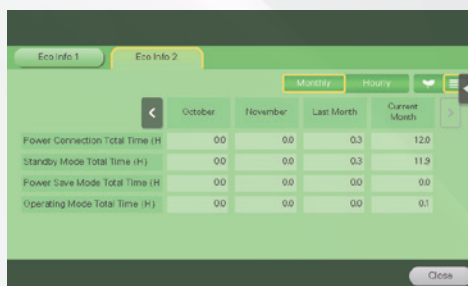 Eco Info 1 Eco Info 2
Monthly Hourly
October November Last Month Current Month
Power Connection Total Time (H 0.0 0.0 0.3 12.0
Standby Mode Total Time (H) 0.0 0.0 0.3 11.9
Power Save Mode Total Time (H 0.0 0.0 0.0 0.0
Operating Mode Total Time (H) 0.0 0.0 0.0 0.1
Close